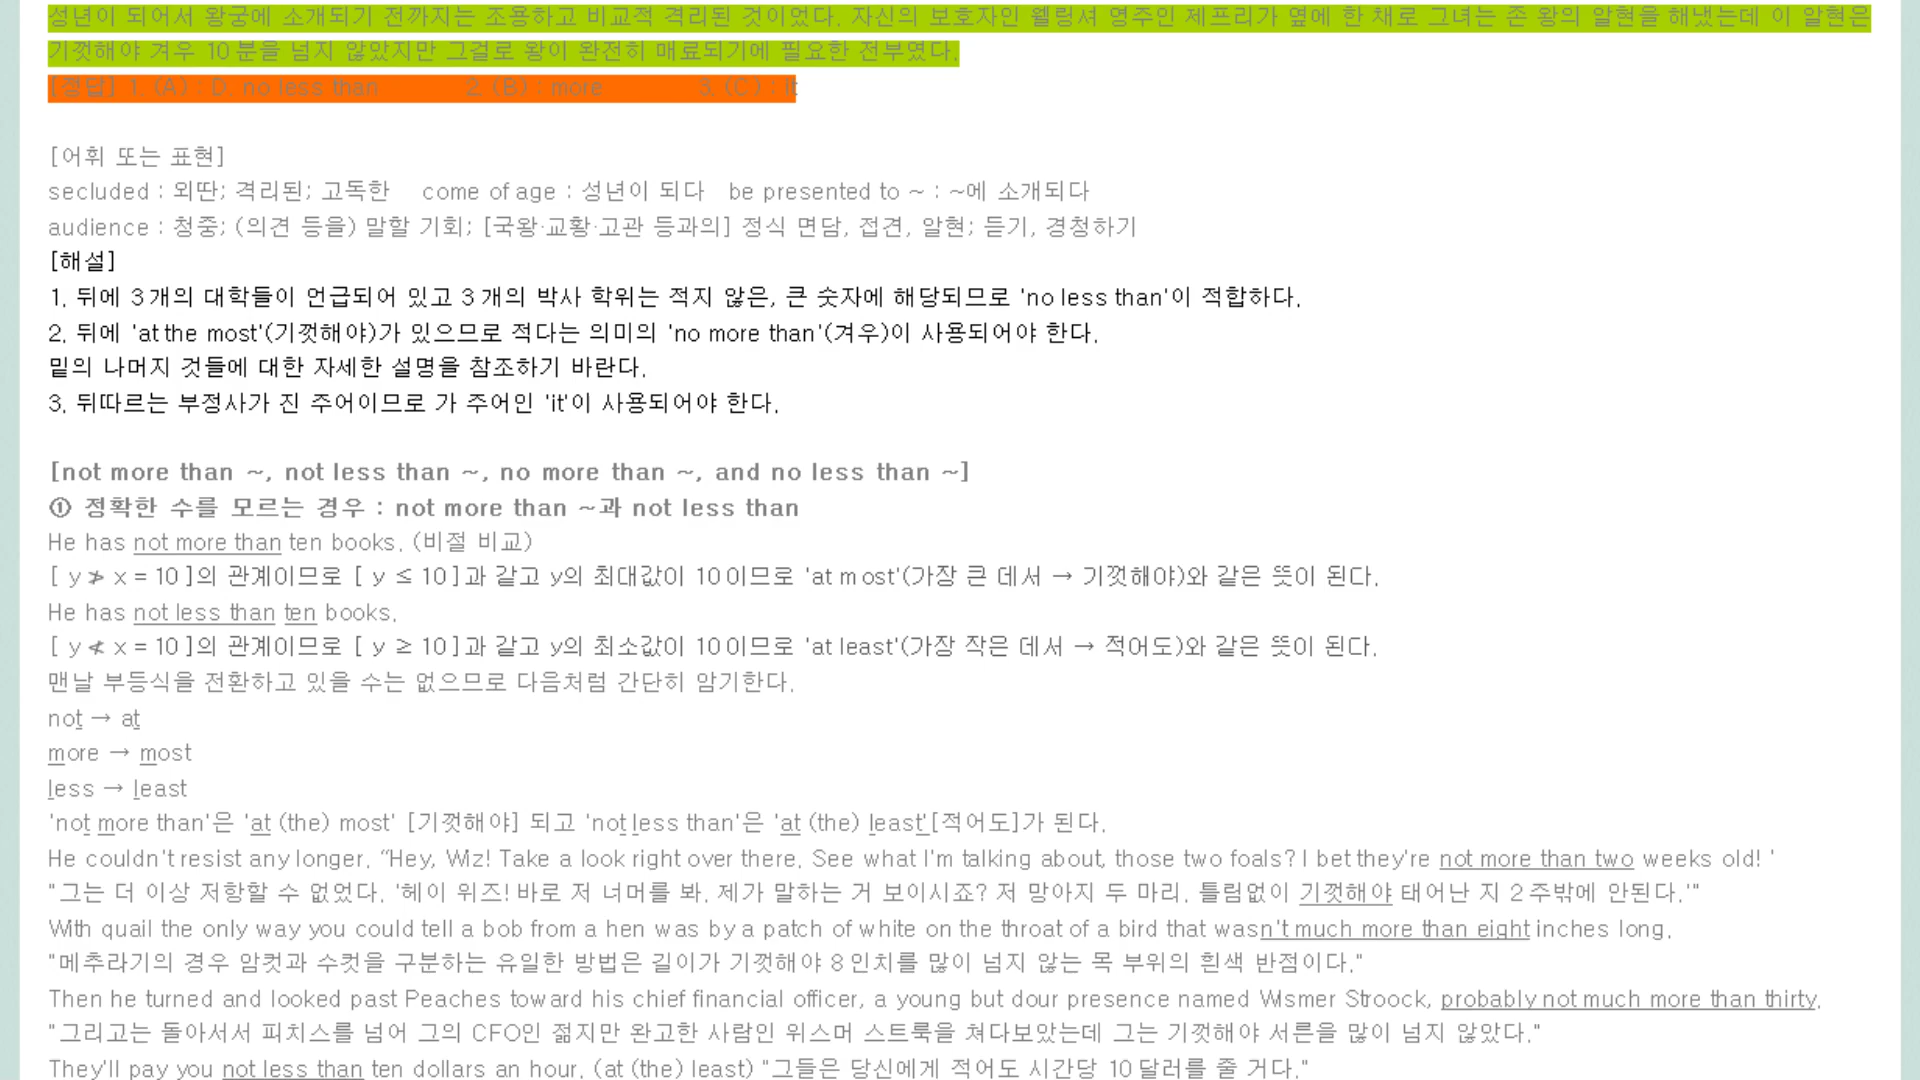 성년이 되어서 왕궁에 소개되기 전까지는 조용하고 비교적 격리된 것이었다. 자신의 보호자인 웰링셔 영주인 제프리가 옆에 한 채로 그녀는 존 왕의 알현을 해냈는데 이 알현은
기껏해야 겨우 10분을 넘지 않았지만 그걸로 왕이 완전히 매료되기에 필요한 전부였다.
[정답] 1. (A) : D. no less than 2. (B) : more 3. (C) : it
[어휘 또는 표현]
secluded : 외딴; 격리된; 고독한 come of age : 성년이 되다 be presented to ~ : ~에 소개되다
audience : 청중; (의견 등을) 말할 기회; [국왕·교황·고관 등과의] 정식 면담, 접견, 알현; 듣기, 경청하기
[해설]
1. 뒤에 3개의 대학들이 언급되어 있고 3개의 박사 학위는 적지 않은, 큰 숫자에 해당되므로 'no less than'이 적합하다.
2. 뒤에 'at the most'(기껏해야)가 있으므로 적다는 의미의 'no more than'(겨우)이 사용되어야 한다.
밑의 나머지 것들에 대한 자세한 설명을 참조하기 바란다.
3. 뒤따르는 부정사가 진 주어이므로 가 주어인 'it'이 사용되어야 한다.
[not more than ~, not less than ~, no more than ~, and no less than ~]
① 정확한 수를 모르는 경우 : not more than ~과 not less than
He has not more than ten books. (비절 비교)
[ y ≯ x = 10 ]의 관계이므로 [ y ≤ 10 ]과 같고 y의 최대값이 10이므로 'at most'(가장 큰 데서 → 기껏해야)와 같은 뜻이 된다.
He has not less than ten books.
[ y ≮ x = 10 ]의 관계이므로 [ y ≥ 10 ]과 같고 y의 최소값이 10이므로 'at least'(가장 작은 데서 → 적어도)와 같은 뜻이 된다.
맨날 부등식을 전환하고 있을 수는 없으므로 다음처럼 간단히 암기한다.
not → at
more → most
less → least
'not more than'은 'at (the) most' [기껏해야] 되고 'not less than'은 'at (the) least'[적어도]가 된다.
He couldn't resist any longer. “Hey, Wiz! Take a look right over there. See what I'm talking about, those two foals? I bet they're not more than two weeks old! '
"그는 더 이상 저항할 수 없었다. '헤이 위즈! 바로 저 너머를 봐. 제가 말하는 거 보이시죠? 저 망아지 두 마리. 틀림없이 기껏해야 태어난 지 2주밖에 안된다.'"
With quail the only way you could tell a bob from a hen was by a patch of white on the throat of a bird that wasn't much more than eight inches long.
"메추라기의 경우 암컷과 수컷을 구분하는 유일한 방법은 길이가 기껏해야 8인치를 많이 넘지 않는 목 부위의 흰색 반점이다."
Then he turned and looked past Peaches toward his chief financial officer, a young but dour presence named Wismer Stroock, probably not much more than thirty.
"그리고는 돌아서서 피치스를 넘어 그의 CFO인 젊지만 완고한 사람인 위스머 스트룩을 쳐다보았는데 그는 기껏해야 서른을 많이 넘지 않았다."
They'll pay you not less than ten dollars an hour. (at (the) least) "그들은 당신에게 적어도 시간당 10달러를 줄 거다."